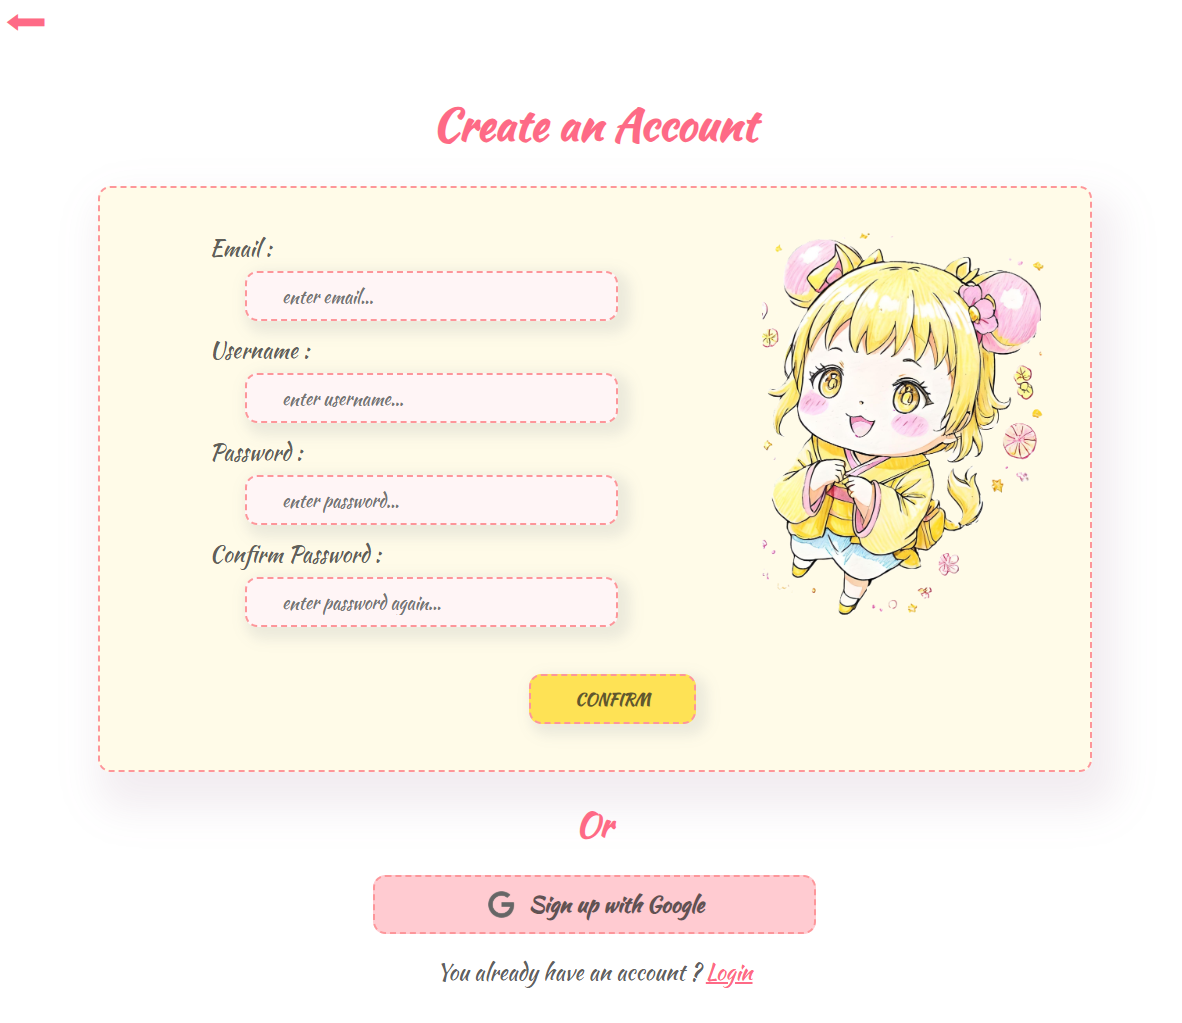 Create an Account
Email :
enter email...
Username :
enter username...
Password :
enter password...
Confirm Password :
enter password again...
CONFIRM
Or
Sign up with Google
You already have an account ? Login